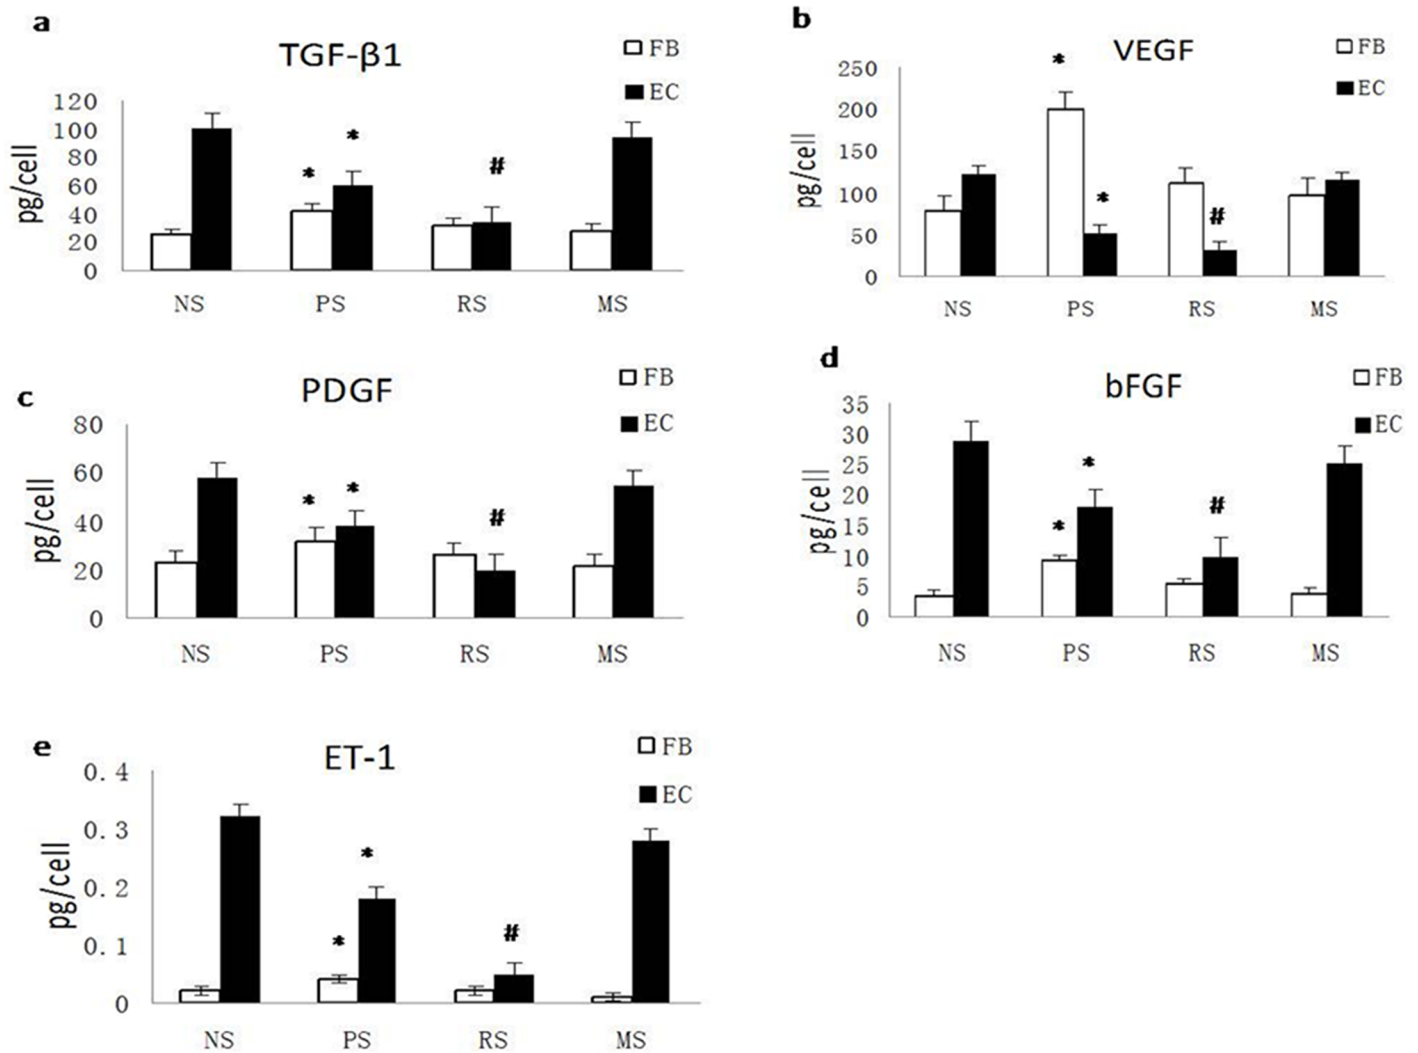 a
TGF-β1
FB
EC
pg/cell
120
100
80
60
40
20
0
*
*
#
NS PS RS MS
b
VEGF
FB
EC
pg/cell
250
200
150
100
50
0
*
*
#
NS PS RS MS
c
PDGF
FB
EC
pg/cell
80
60
40
20
0
*
*
#
NS PS RS MS
d
bFGF
FB
EC
pg/cell
35
30
25
20
15
10
5
0
*
*
#
NS PS RS MS
e
ET-1
FB
EC
pg/cell
0.4
0.3
0.2
0.1
0
*
*
#
NS PS RS MS